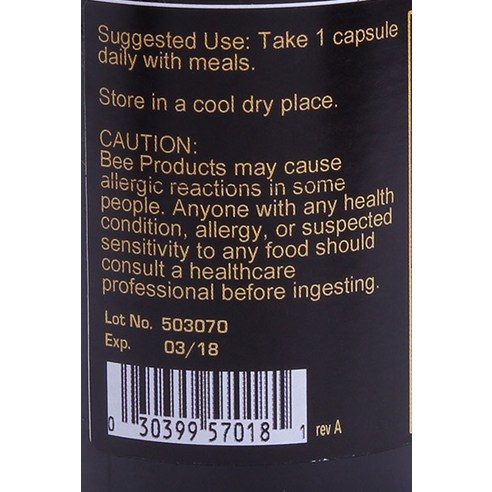 Suggested Use: Take 1 capsule
daily with meals.
Store in a cool dry place.
CAUTION:
Bee Products may cause
allergic reactions in some
people. Anyone with any health
condition, allergy, or suspected
sensitivity to any food should
consult a healthcare
professional before ingesting.
Lot No. 503070
Exp. 03/18
0 30399 57018 1 rev A